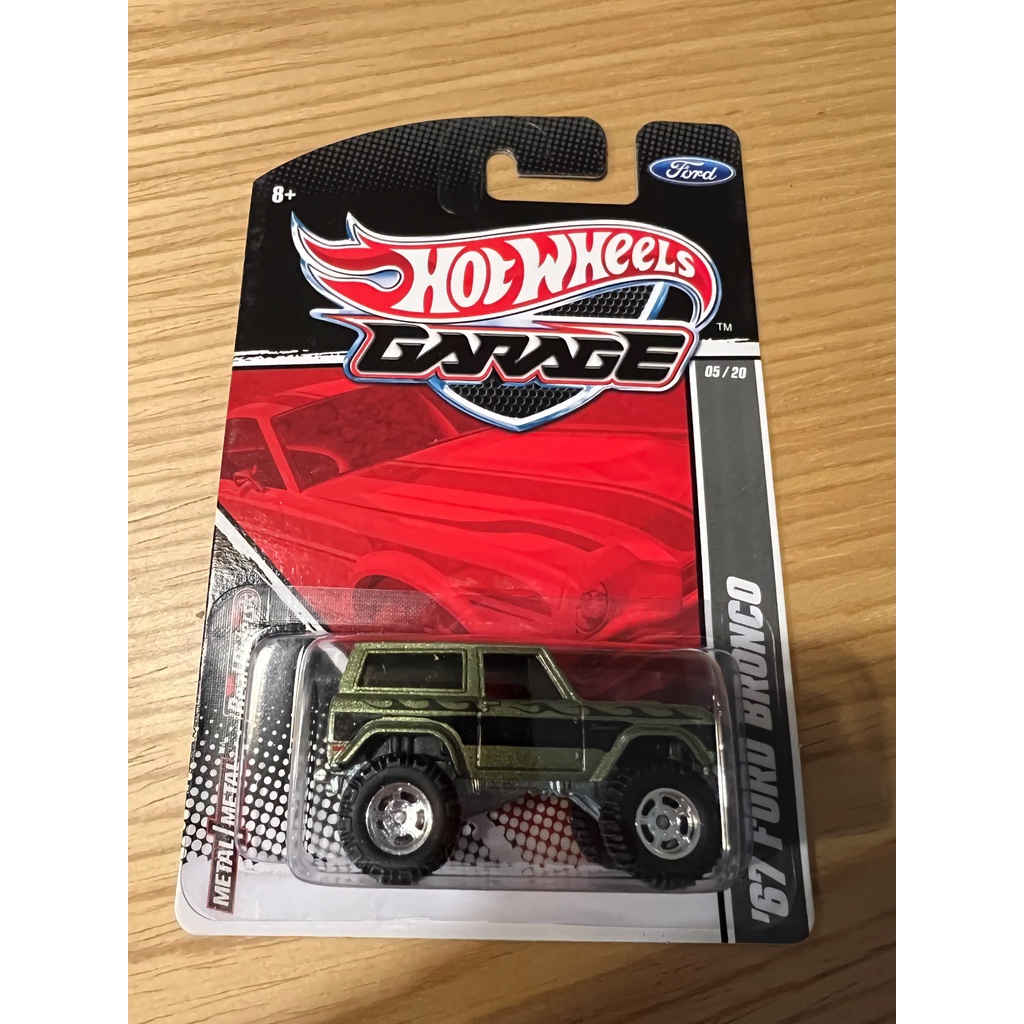 8+
Ford
HOT WHEELS
TM
GARAGE
05/20
'67 FORD BRONCO
METAL/METAL